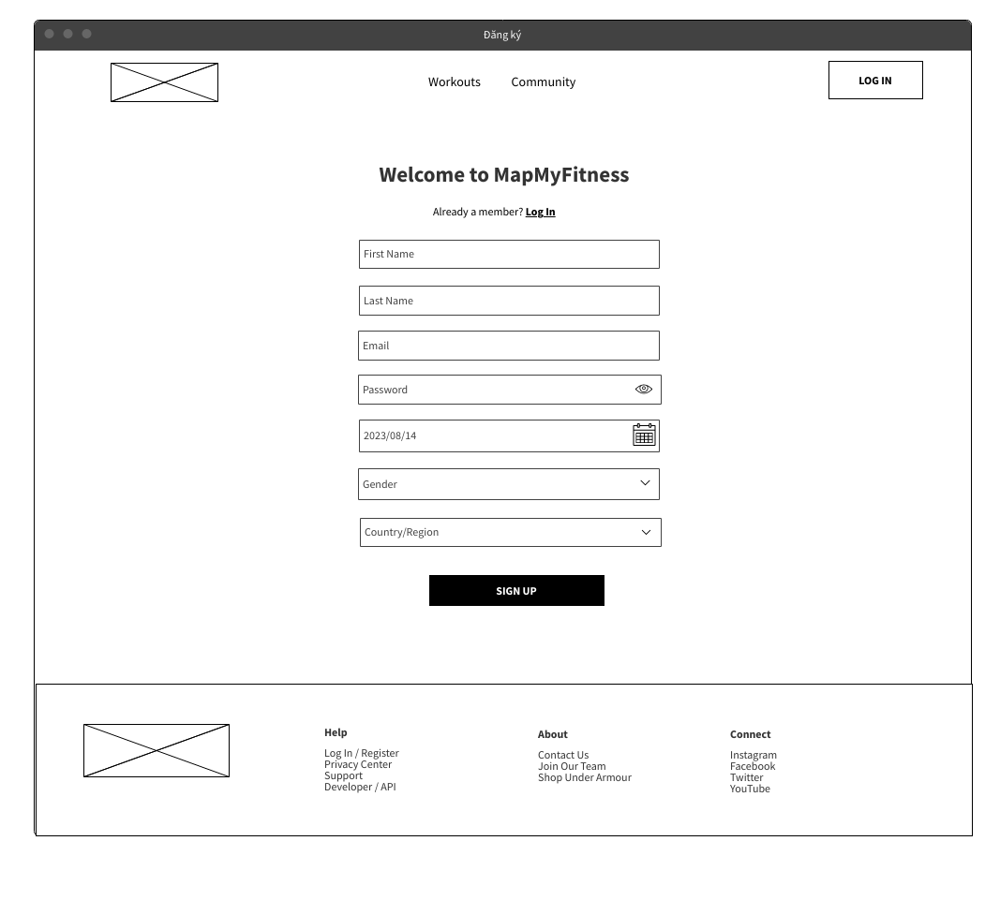 Đăng ký
Workouts
Community
LOG IN
Welcome to MapMyFitness
Already a member? Log In
First Name
Last Name
Email
Password
2023/08/14
Gender
Country/Region
SIGN UP
Help
Log In / Register
Privacy Center
Support
Developer / API
About
Contact Us
Join Our Team
Shop Under Armour
Connect
Instagram
Facebook
Twitter
YouTube